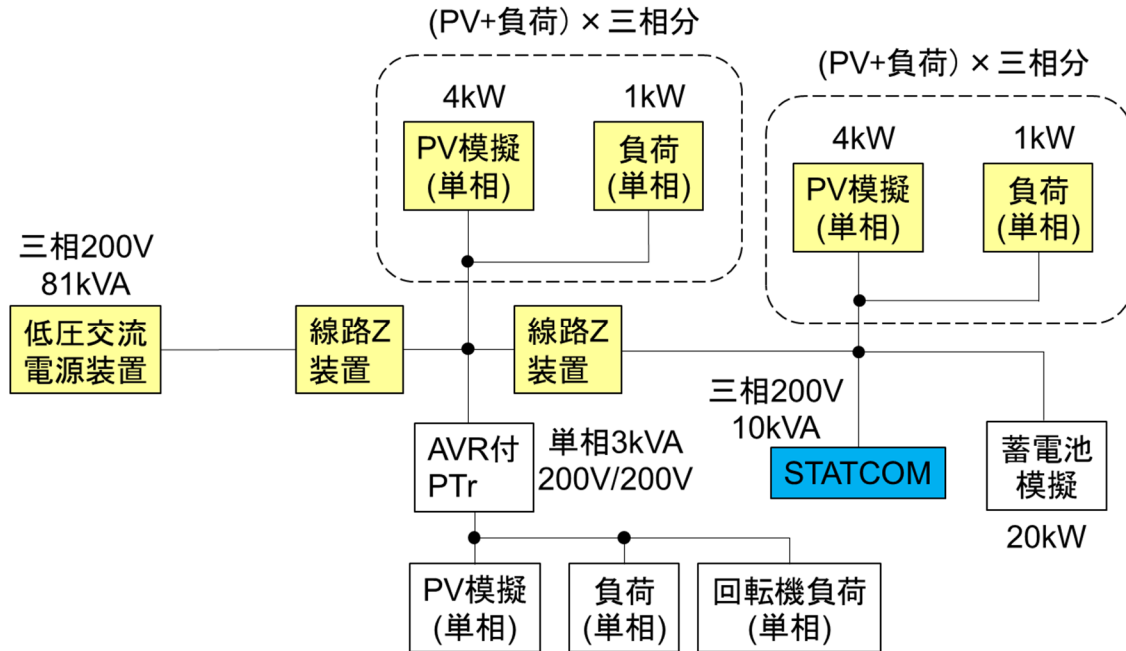 (PV+負荷) × 三相分
4kW
1kW
PV模擬
(単相)
負荷
(単相)
(PV+負荷) × 三相分
4kW
1kW
PV模擬
(単相)
負荷
(単相)
三相200V
81kVA
低圧交流
電源装置
線路Z
装置
線路Z
装置
AVR付
PTr
単相3kVA
200V/200V
三相200V
10kVA
STATCOM
蓄電池
模擬
20kW
PV模擬
(単相)
負荷
(単相)
回転機負荷
(単相)